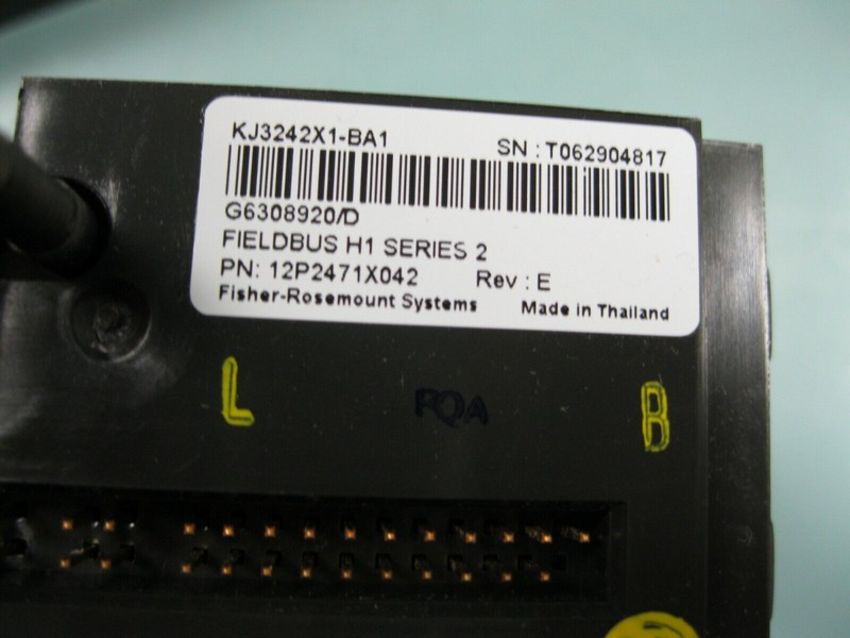 KJ3242X1-BA1 SN : T062904817
G6308920/D
FIELDBUS H1 SERIES 2
PN: 12P2471X042 Rev : E
Fisher-Rosemount Systems Made in Thailand
L PQA B